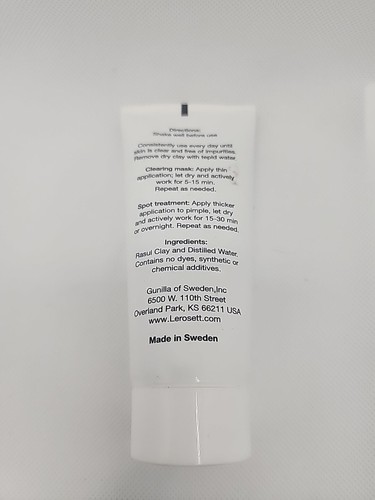 Directions:
Shake well before use
Consistently use every day until
skin is clear and free of impurities.
Remove dry clay with tepid water
Clearing mask: Apply thin
application; let dry and actively
work for 5-15 min.
Repeat as needed.
Spot treatment: Apply thicker
application to pimple, let dry
and actively work for 15-30 min
or overnight. Repeat as needed.
Ingredients:
Rasul Clay and Distilled Water.
Contains no dyes, synthetic or
chemical additives.
Gunilla of Sweden,Inc
6500 W. 110th Street
Overland Park, KS 66211 USA
www.Lerosett.com
Made in Sweden